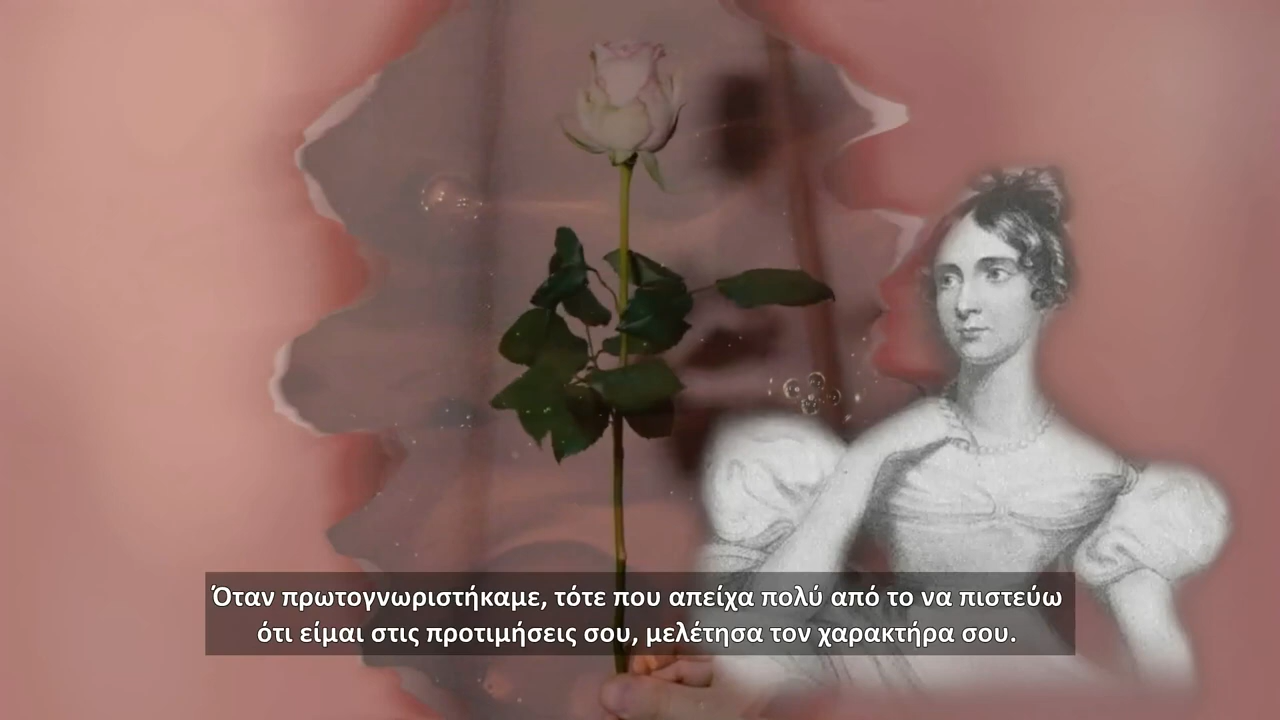 Όταν πρωτογνωριστήκαμε, τότε που απείχα πολύ από το να πιστεύω
ότι είμαι στις προτιμήσεις σου, μελέτησα τον χαρακτήρα σου.